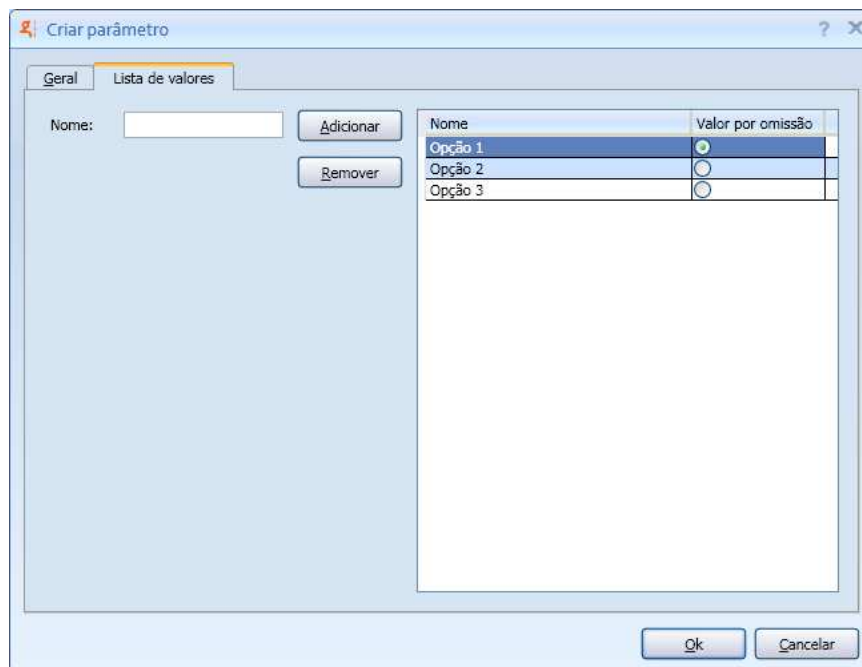 Criar parâmetro
?
Geral Lista de valores
Nome: Adicionar
Remover
Nome Valor por omissão
Opção 1
Opção 2
Opção 3
Ok Cancelar